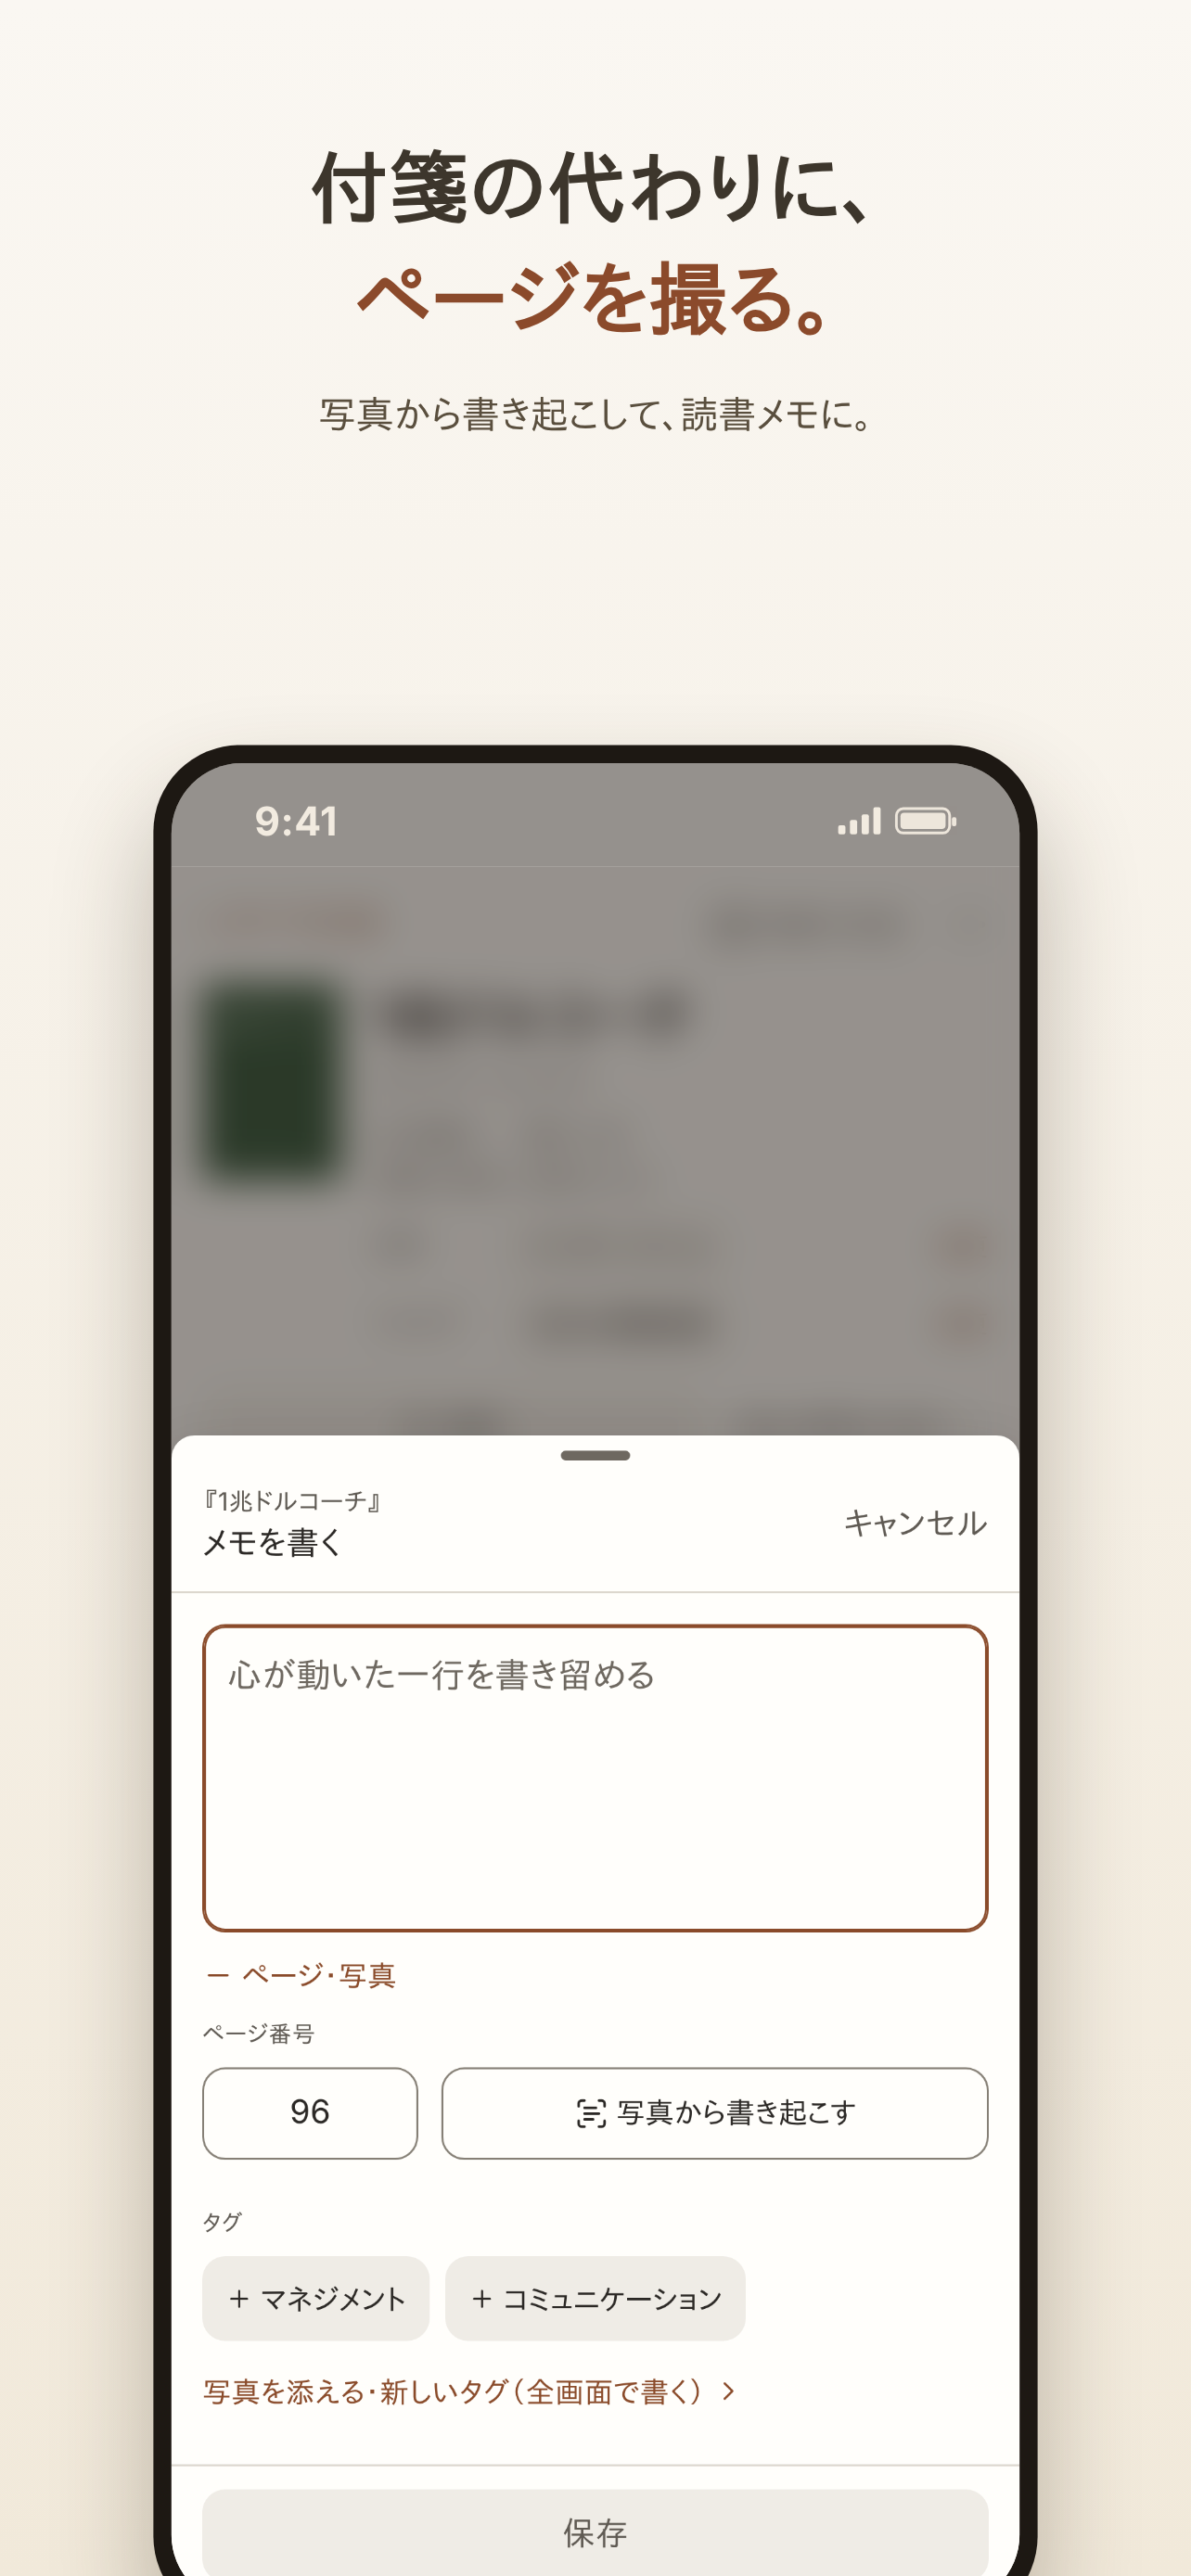 付箋の代わりに、
ページを撮る。
写真から書き起こして、読書メモに。
9:41
『1兆ドルコーチ』
メモを書く
キャンセル
心が動いた一行を書き留める
− ページ・写真
ページ番号
96
写真から書き起こす
タグ
+ マネジメント
+ コミュニケーション
写真を添える・新しいタグ(全画面で書く) >
保存